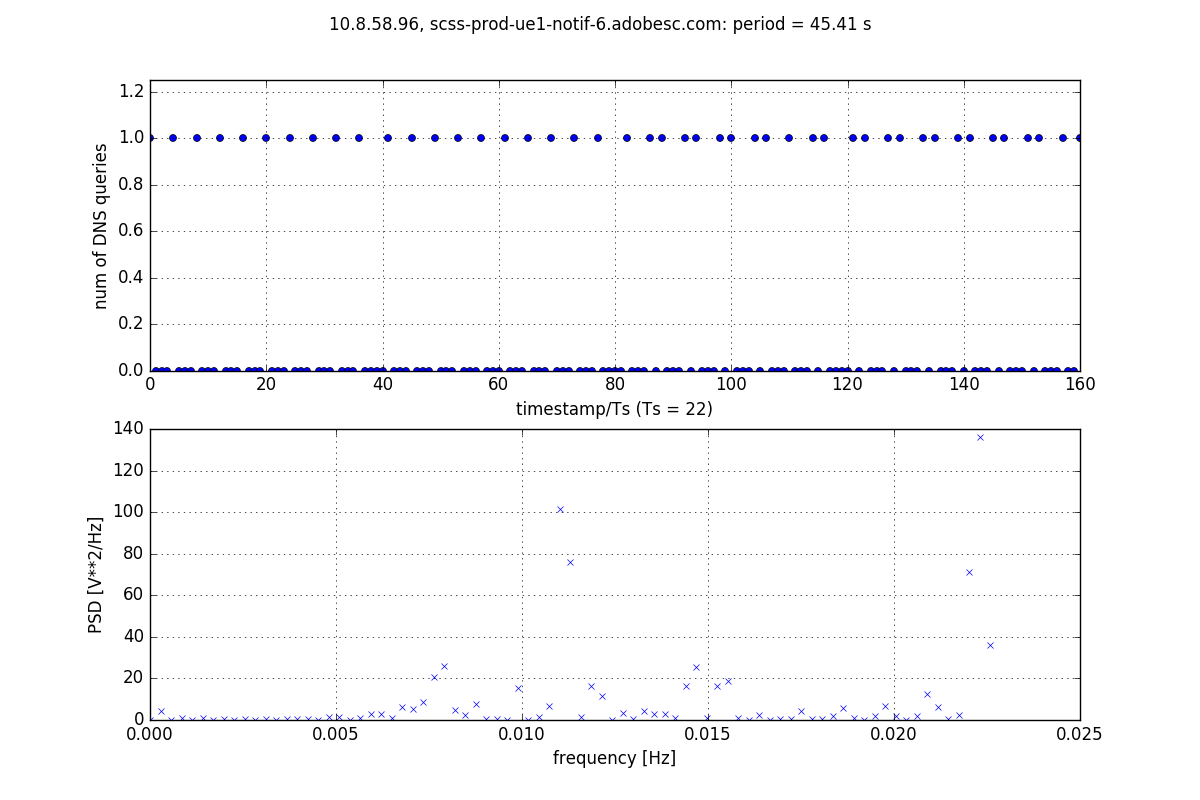 10.8.58.96, scss-prod-ue1-notif-6.adobesc.com: period = 45.41 s
1.2
1.0
0.8
0.6
0.4
0.2
0.0
num of DNS queries
0 20 40 60 80 100 120 140 160
timestamp/Ts (Ts = 22)
140
120
100
80
60
40
20
0
PSD [V**2/Hz]
0.000 0.005 0.010 0.015 0.020 0.025
frequency [Hz]